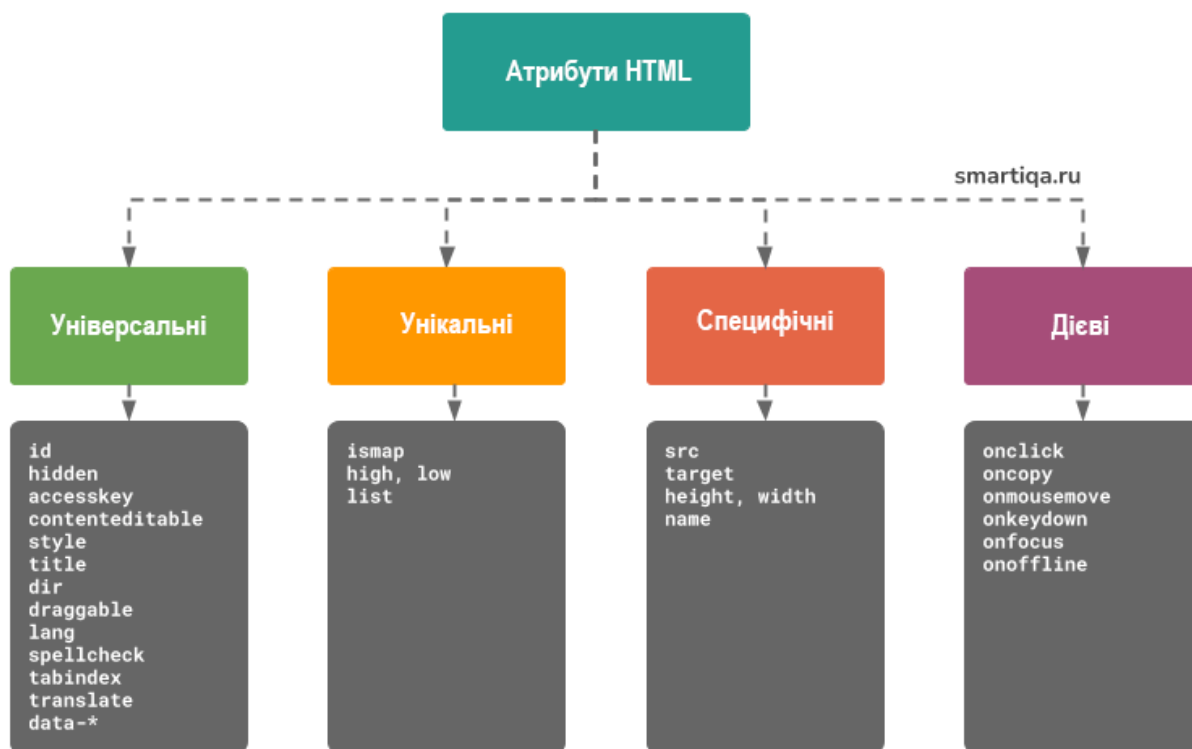 Атрибути HTML
smartiqa.ru
Універсальні
Унікальні
Специфічні
Дієві
id
hidden
accesskey
contenteditable
style
title
dir
draggable
lang
spellcheck
tabindex
translate
data-*
ismap
high, low
list
src
target
height, width
name
onclick
oncopy
onmousemove
onkeydown
onfocus
onoffline